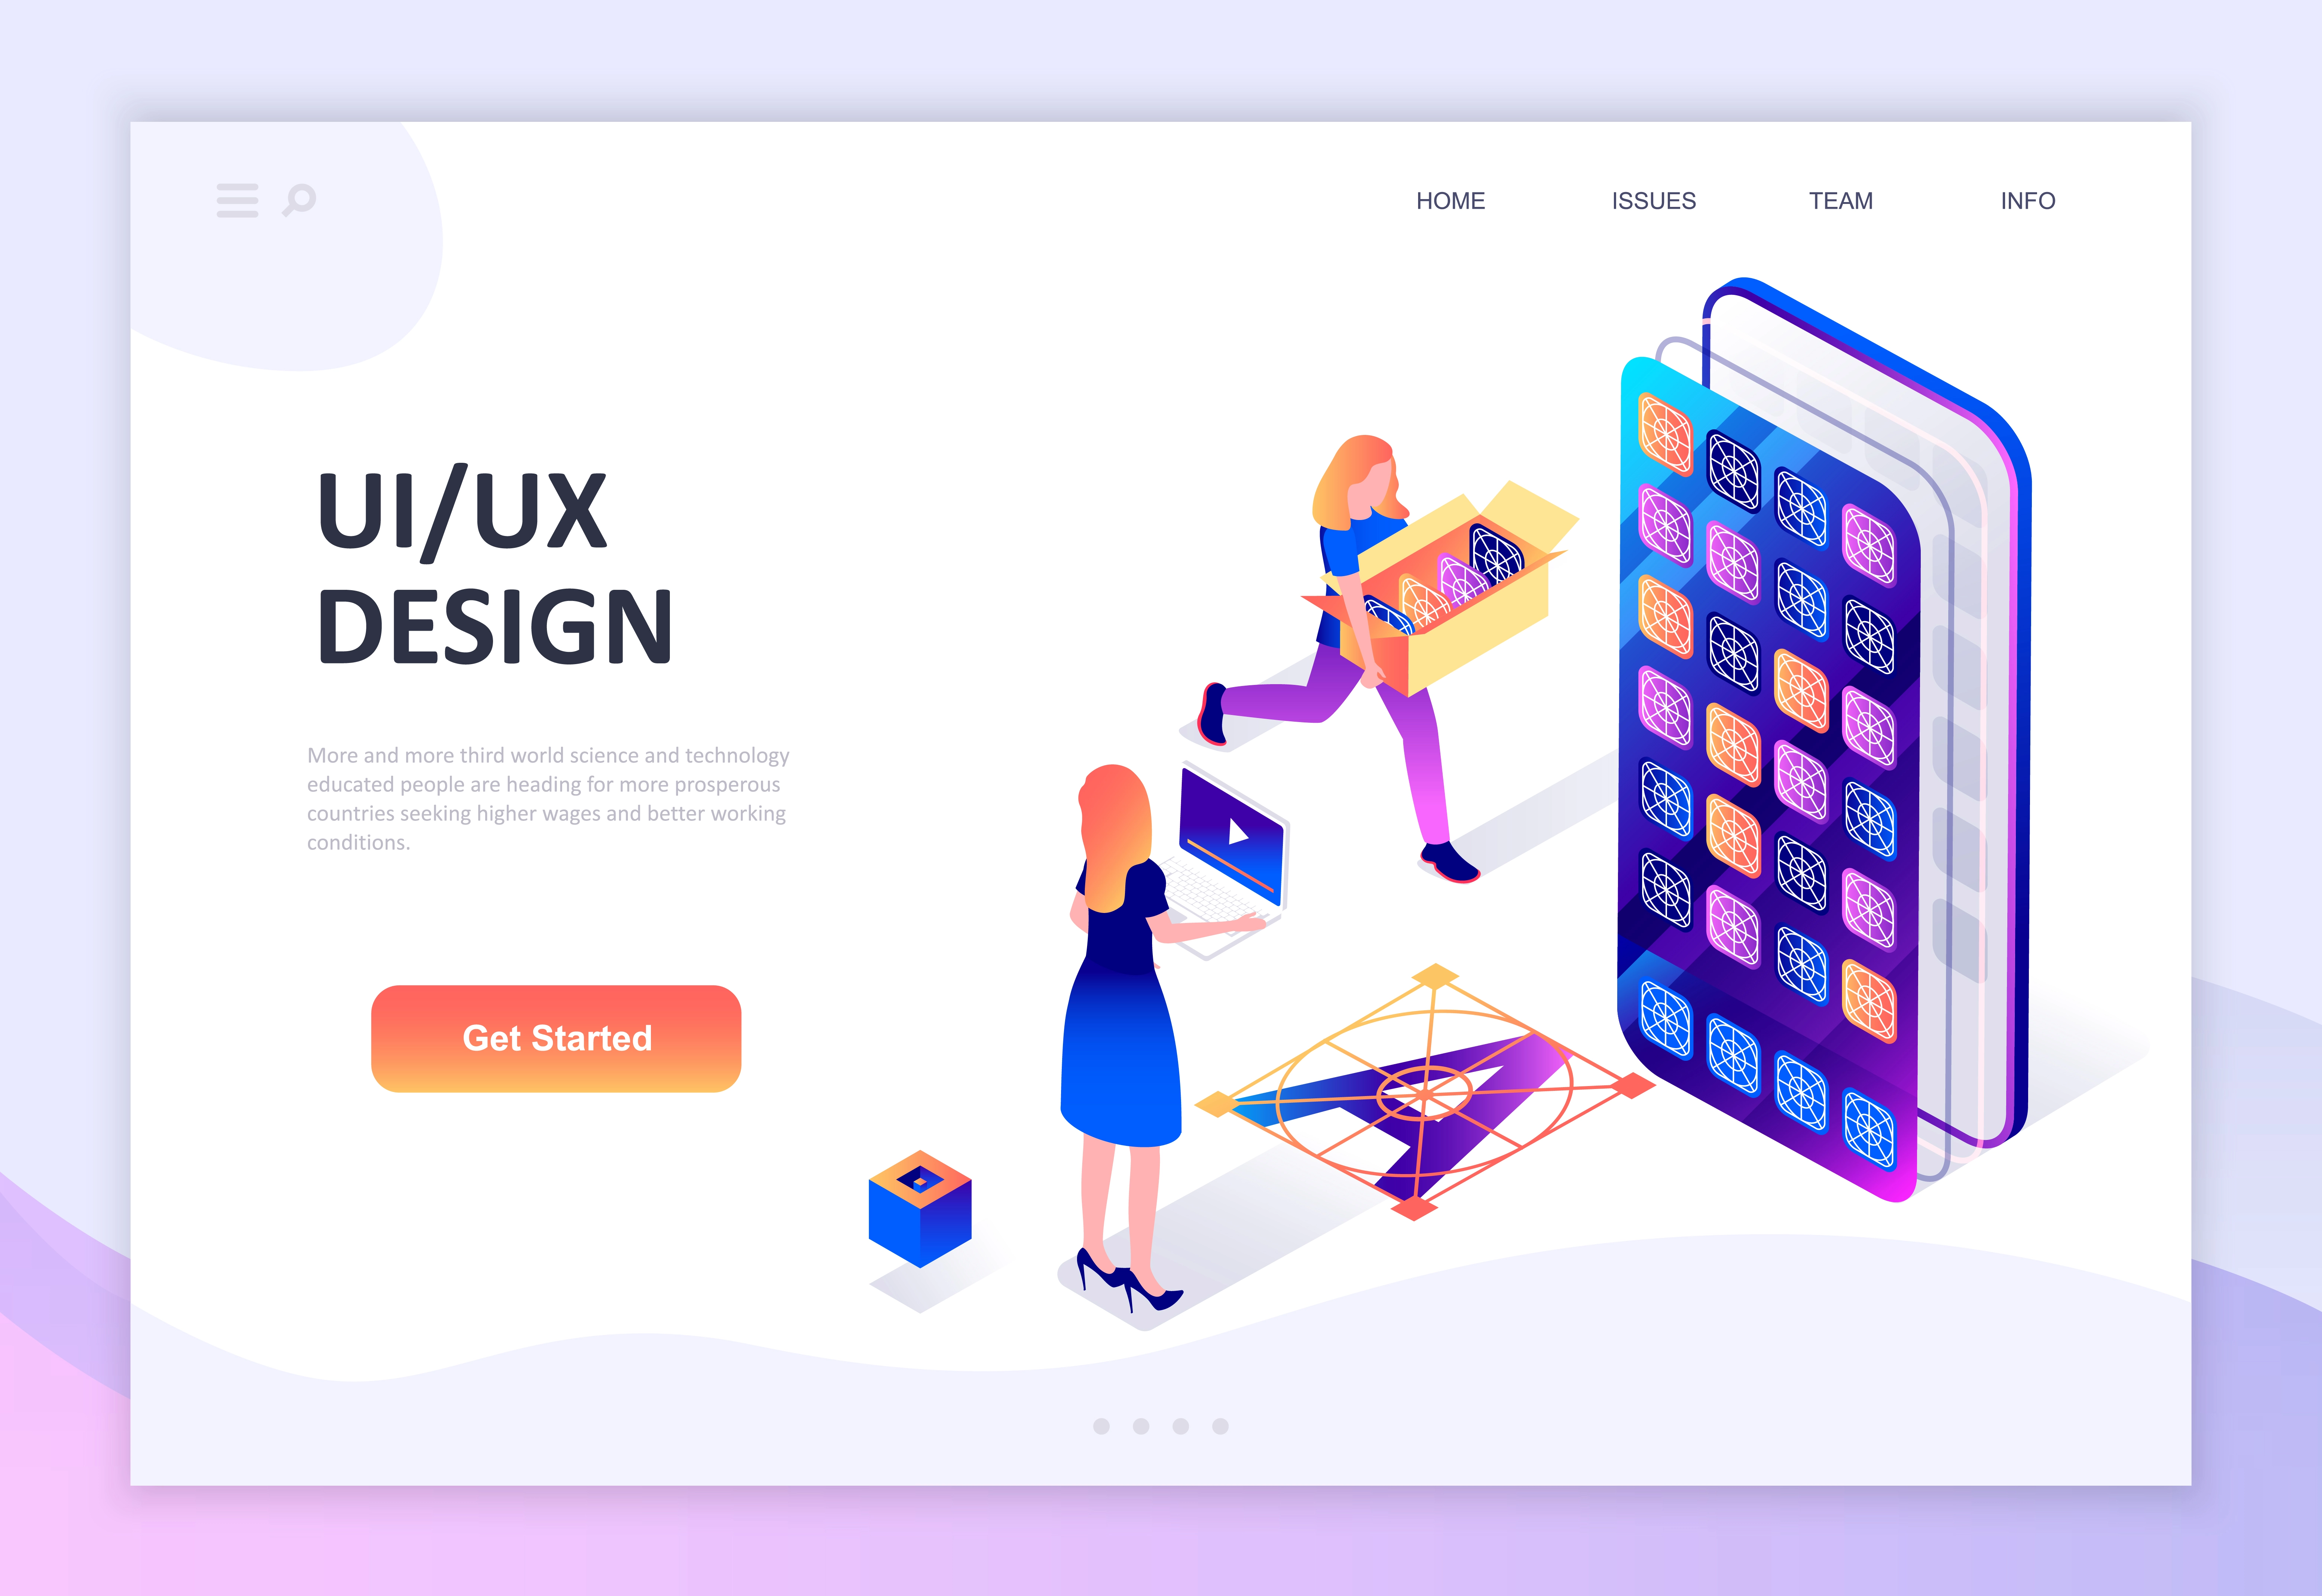 HOME ISSUES TEAM INFO
UI/UX
DESIGN
More and more third world science and technology
educated people are heading for more prosperous
countries seeking higher wages and better working
conditions.
Get Started